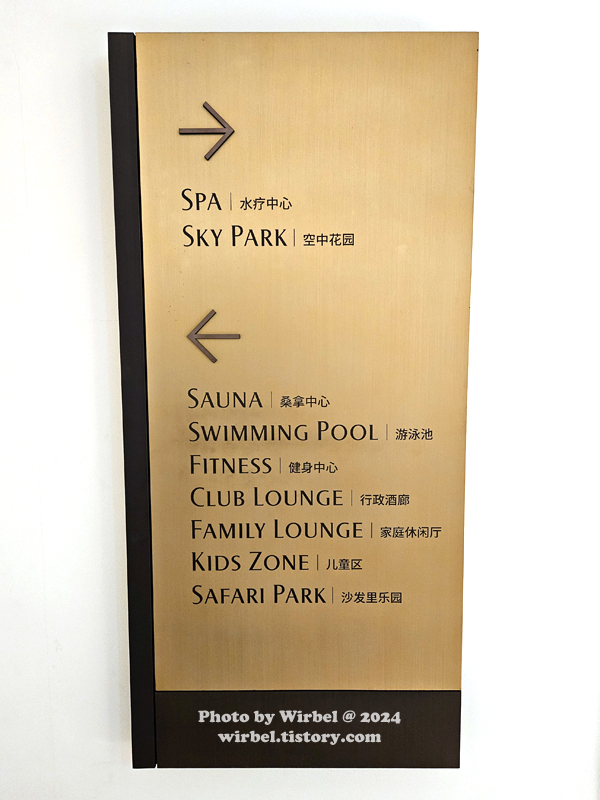 SPA | 水疗中心
SKY PARK | 空中花园
SAUNA | 桑拿中心
SWIMMING POOL | 游泳池
FITNESS | 健身中心
CLUB LOUNGE | 行政酒廊
FAMILY LOUNGE | 家庭休闲厅
KIDS ZONE | 儿童区
SAFARI PARK | 沙发里乐园
Photo by Wirbel @ 2024
wirbel.tistory.com